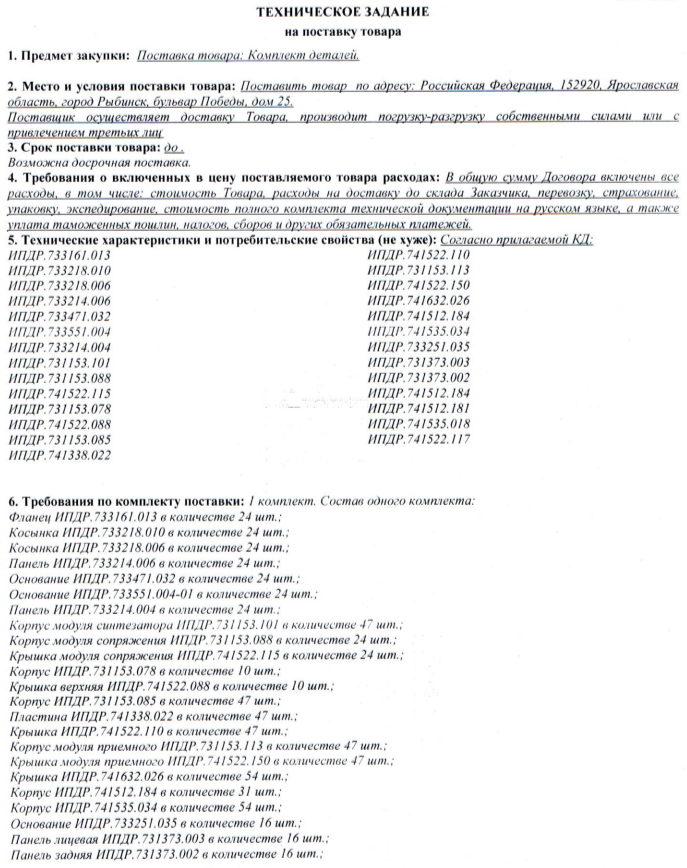 ТЕХНИЧЕСКОЕ ЗАДАНИЕ
на поставку товара
1. Предмет закупки: Поставка товара: Комплект деталей.
2. Место и условия поставки товара: Поставить товар по адресу: Российская Федерация, 152920, Ярославская
область, город Рыбинск, бульвар Победы, дом 25.
Поставщик осуществляет доставку Товара, производит погрузку-разгрузку собственными силами или с
привлечением третьих лиц
3. Срок поставки товара: до .
Возможна досрочная поставка.
4. Требования о включенных в цену поставляемого товара расходах: В общую сумму Договора включены все
расходы, в том числе: стоимость Товара, расходы на доставку до склада Заказчика, перевозку, страхование,
упаковку, экспедирование, стоимость полного комплекта технической документации на русском языке, а также
уплата таможенных пошлин, налогов, сборов и других обязательных платежей.
5. Технические характеристики и потребительские свойства (не хуже): Согласно прилагаемой КД:
ИПДР.733161.013
ИПДР.733218.010
ИПДР.733218.006
ИПДР.733214.006
ИПДР.733471.032
ИПДР.733551.004
ИПДР.733214.004
ИПДР.731153.101
ИПДР.731153.088
ИПДР.741522.115
ИПДР.731153.078
ИПДР.741522.088
ИПДР.731153.085
ИПДР.741338.022
ИПДР.741522.110
ИПДР.731153.113
ИПДР.741522.150
ИПДР.741632.026
ИПДР.741512.184
ИПДР.741535.034
ИПДР.733251.035
ИПДР.731373.003
ИПДР.731373.002
ИПДР.741512.184
ИПДР.741512.181
ИПДР.741535.018
ИПДР.741522.117
6. Требования по комплекту поставки: 1 комплект. Состав одного комплекта:
Фланец ИПДР.733161.013 в количестве 24 шт.;
Косынка ИПДР.733218.010 в количестве 24 шт.;
Косынка ИПДР.733218.006 в количестве 24 шт.;
Панель ИПДР.733214.006 в количестве 24 шт.;
Основание ИПДР.733471.032 в количестве 24 шт.;
Основание ИПДР.733551.004-01 в количестве 24 шт.;
Панель ИПДР.733214.004 в количестве 24 шт.;
Корпус модуля синтезатора ИПДР.731153.101 в количестве 47 шт.;
Корпус модуля сопряжения ИПДР.731153.088 в количестве 24 шт.;
Крышка модуля сопряжения ИПДР.741522.115 в количестве 24 шт.;
Корпус ИПДР.731153.078 в количестве 10 шт.;
Крышка верхняя ИПДР.741522.088 в количестве 10 шт.;
Корпус ИПДР.731153.085 в количестве 47 шт.;
Пластина ИПДР.741338.022 в количестве 47 шт.;
Крышка ИПДР.741522.110 в количестве 47 шт.;
Корпус модуля приемного ИПДР.731153.113 в количестве 47 шт.;
Крышка модуля приемного ИПДР.741522.150 в количестве 47 шт.;
Крышка ИПДР.741632.026 в количестве 54 шт.;
Корпус ИПДР.741512.184 в количестве 31 шт.;
Корпус ИПДР.741535.034 в количестве 54 шт.;
Основание ИПДР.733251.035 в количестве 16 шт.;
Панель лицевая ИПДР.731373.003 в количестве 16 шт.;
Панель задняя ИПДР.731373.002 в количестве 16 шт.;